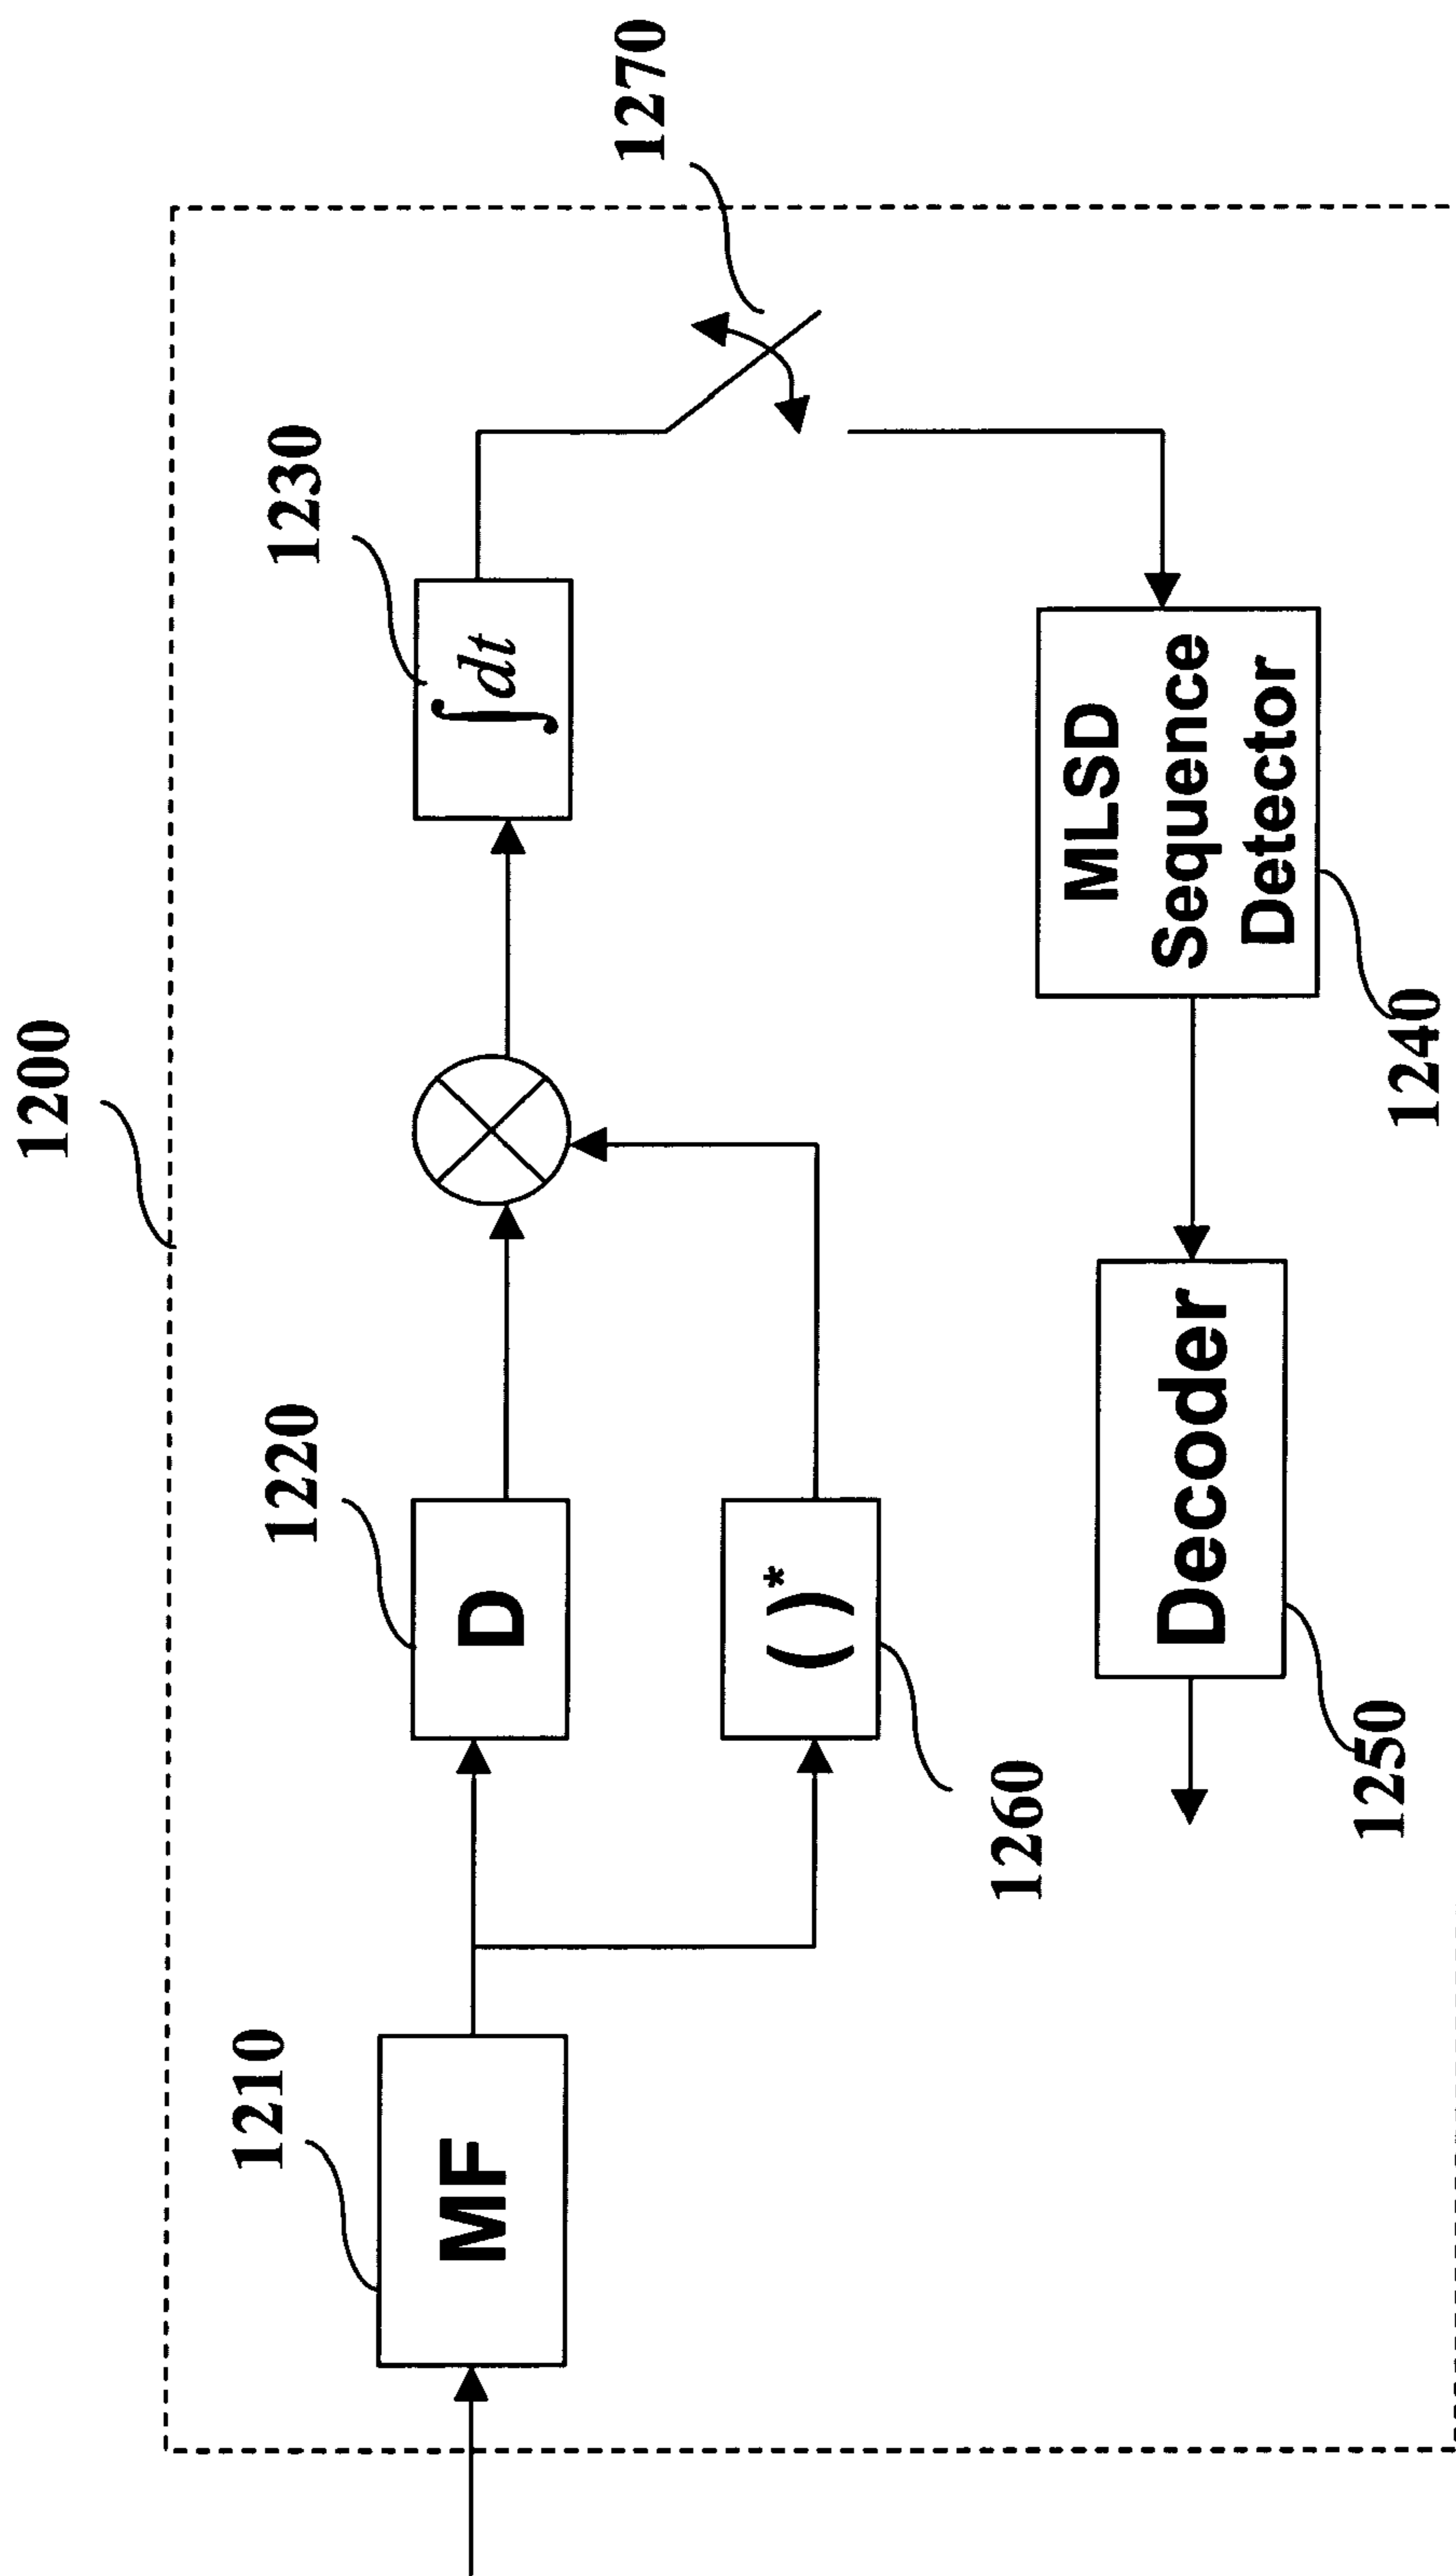 1200
1210
MF
1220
D
1260
( )*
1230
∫dt
1270
MLSD
Sequence
Detector
1240
Decoder
1250